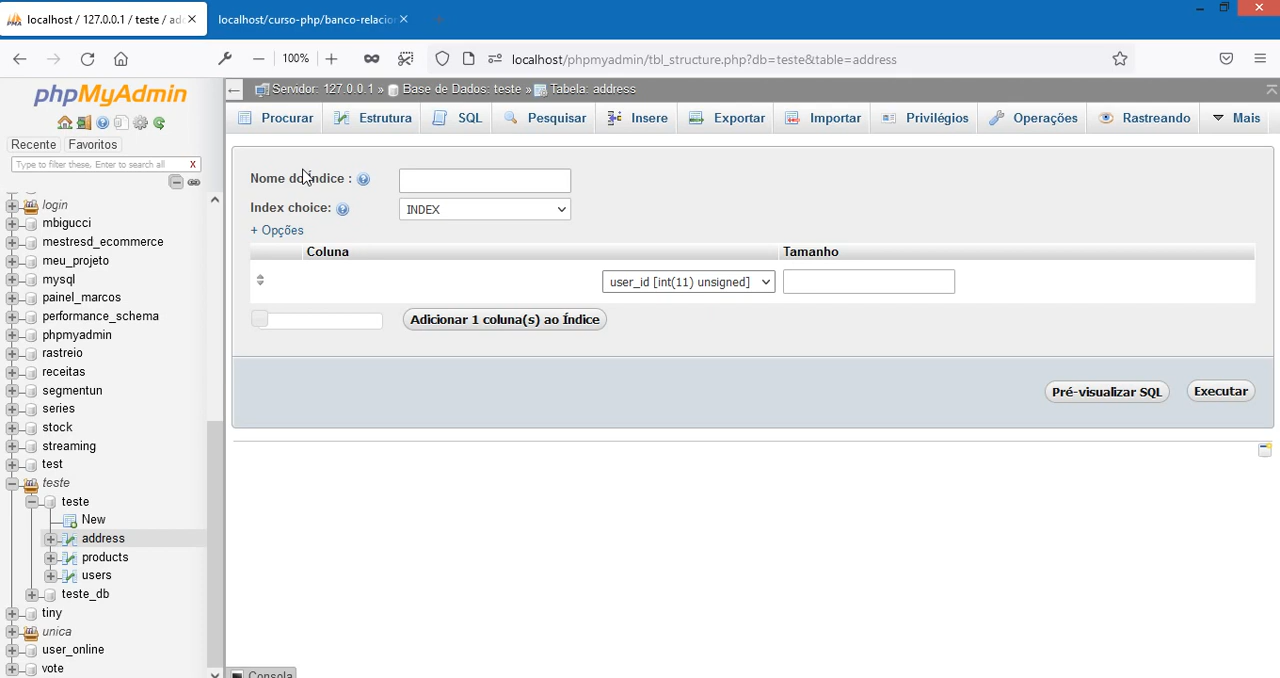 localhost / 127.0.0.1 / teste / add
localhost/curso-php/banco-relacio
100%
localhost/phpmyadmin/tbl_structure.php?db=teste&table=address
phpMyAdmin
Servidor: 127.0.0.1 » Base de Dados: teste » Tabela: address
Procurar Estrutura SQL Pesquisar Insere Exportar Importar Privilégios Operações Rastreando Mais
Recente Favoritos
Type to filter these, Enter to search all X
login
mbigucci
mestresd_ecommerce
meu_projeto
mysql
painel_marcos
performance_schema
phpmyadmin
rastreio
receitas
segmentun
series
stock
streaming
test
teste
teste
New
address
products
users
teste_db
tiny
unica
user_online
vote
Nome do Índice :
Index choice: INDEX
+ Opções
Coluna Tamanho
user_id [int(11) unsigned]
Adicionar 1 coluna(s) ao Índice
Pré-visualizar SQL Executar
Consola